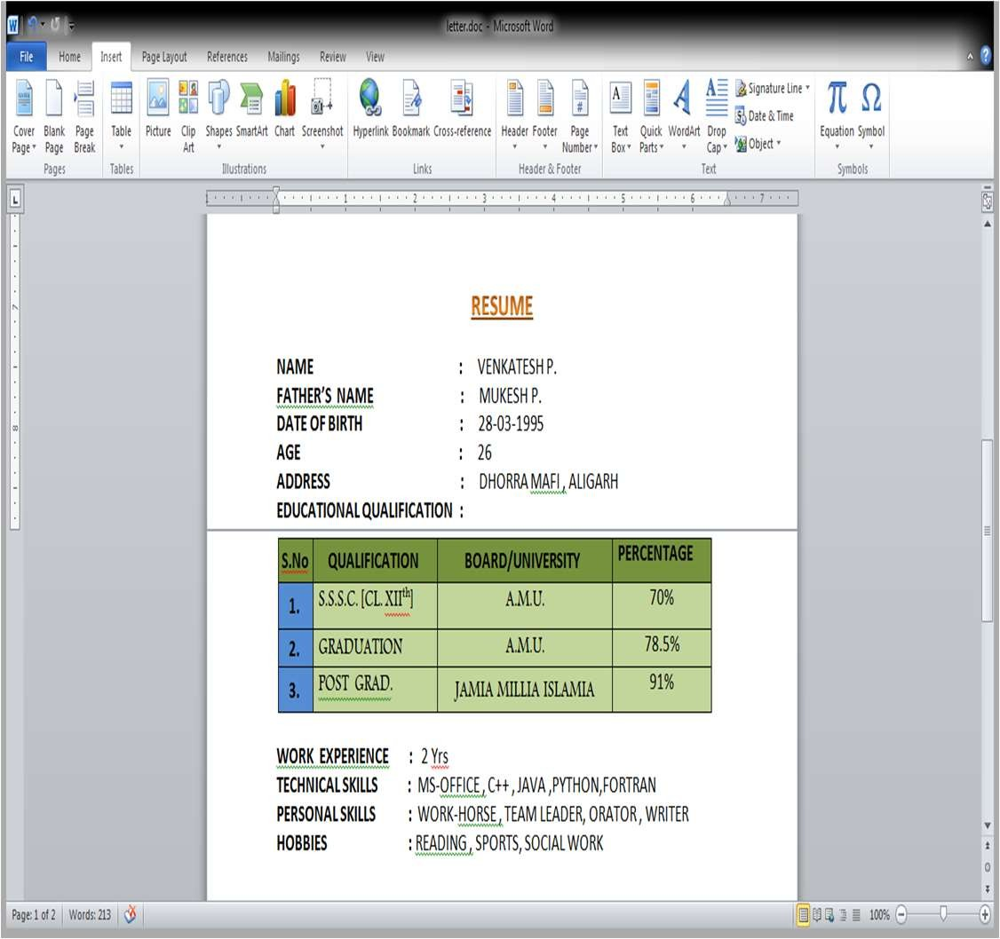 letter.doc - Microsoft Word
File Home Insert Page Layout References Mailings Review View
Cover Page Blank Page Page Break Table Picture Clip Art Shapes SmartArt Chart Screenshot Hyperlink Bookmark Cross-reference Header Footer Page Number Text Box Quick Parts WordArt Drop Cap Signature Line Date & Time Object Equation Symbol
Pages Tables Illustrations Links Header & Footer Text Symbols
1 1 2 3 4 5 6 7
RESUME
NAME : VENKATESH P.
FATHER'S NAME : MUKESH P.
DATE OF BIRTH : 28-03-1995
AGE : 26
ADDRESS : DHORRA MAFI , ALIGARH
EDUCATIONAL QUALIFICATION :
S.No QUALIFICATION BOARD/UNIVERSITY PERCENTAGE
1. S.S.S.C. [CL. XIIth] A.M.U. 70%
2. GRADUATION A.M.U. 78.5%
3. POST GRAD. JAMIA MILLIA ISLAMIA 91%
WORK EXPERIENCE : 2 Yrs
TECHNICAL SKILLS : MS-OFFICE , C++ , JAVA ,PYTHON,FORTRAN
PERSONAL SKILLS : WORK-HORSE , TEAM LEADER, ORATOR , WRITER
HOBBIES : READING , SPORTS, SOCIAL WORK
Page: 1 of 2 Words: 213 100%